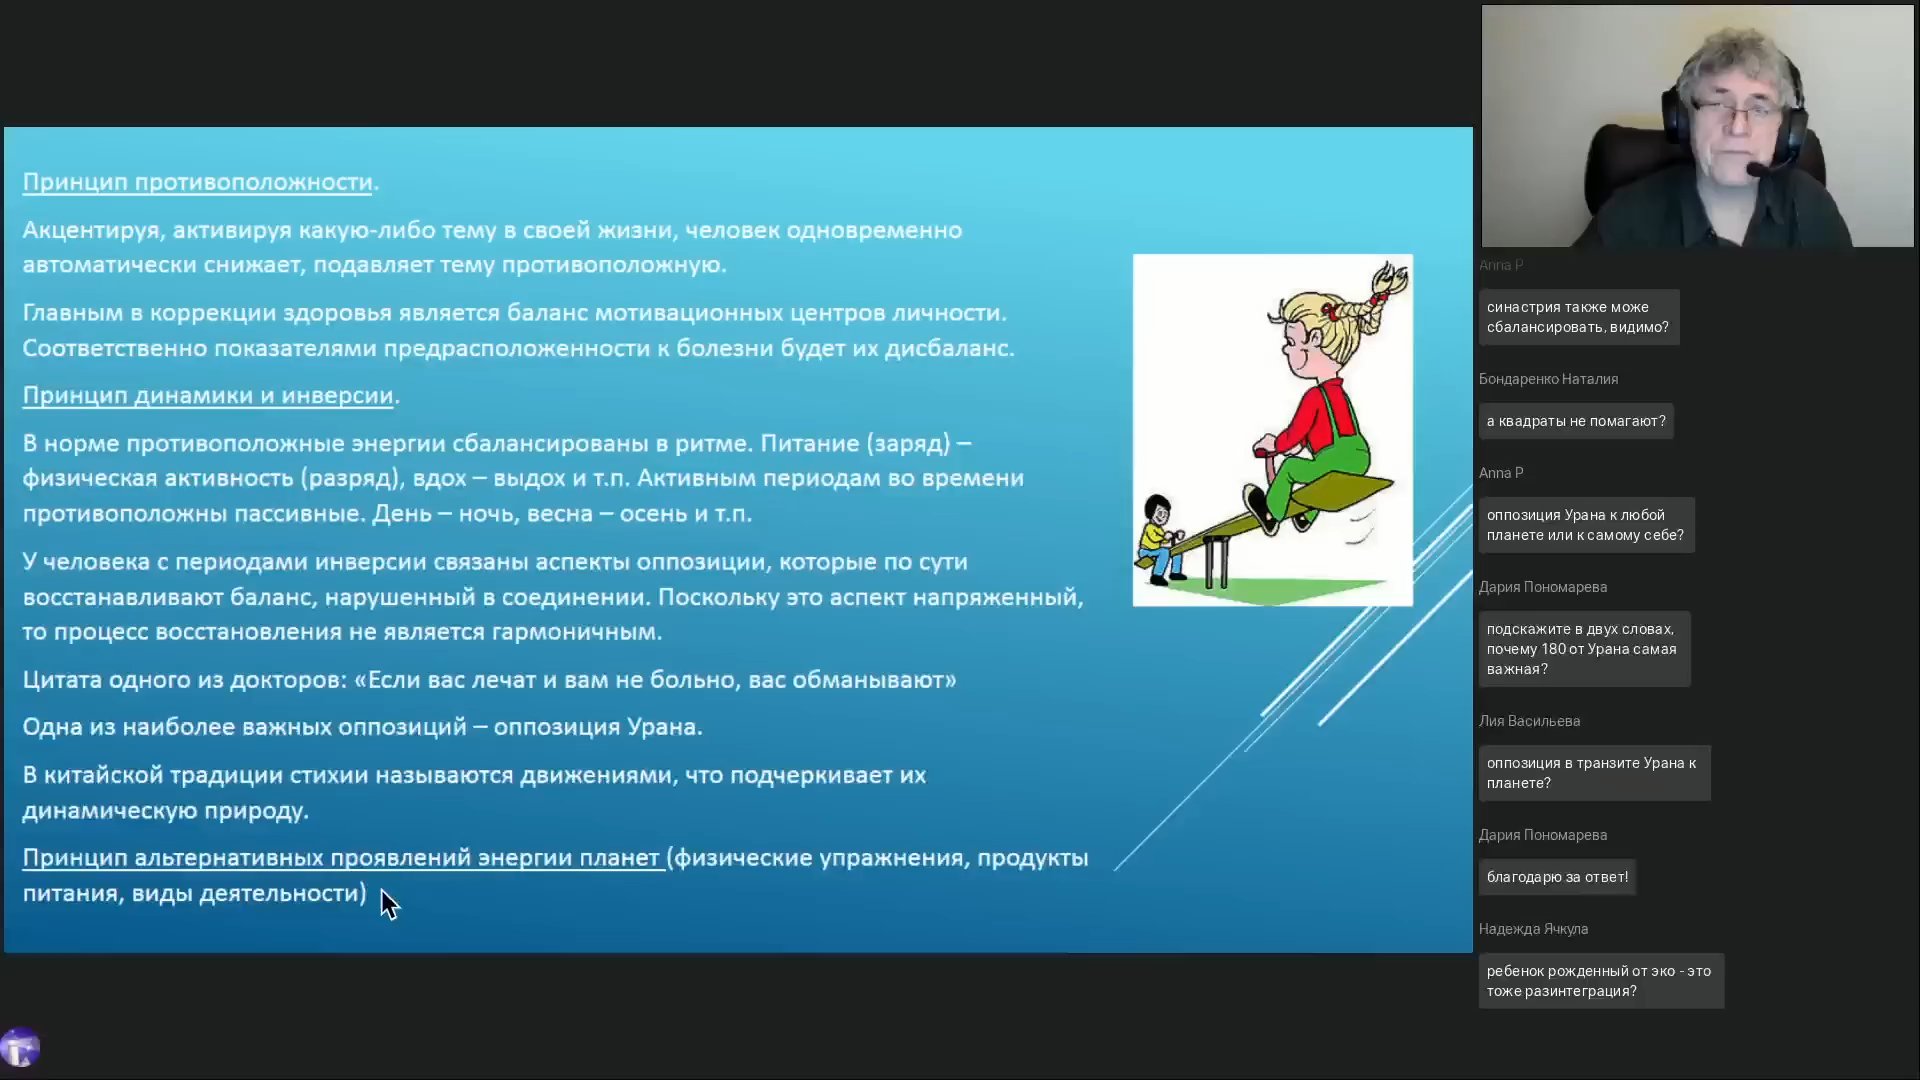 Принцип противоположности.
Акцентируя, активируя какую-либо тему в своей жизни, человек одновременно
автоматически снижает, подавляет тему противоположную.
Главным в коррекции здоровья является баланс мотивационных центров личности.
Соответственно показателями предрасположенности к болезни будет их дисбаланс.
Принцип динамики и инверсии.
В норме противоположные энергии сбалансированы в ритме. Питание (заряд) –
физическая активность (разряд), вдох – выдох и т.п. Активным периодам во времени
противоположны пассивные. День – ночь, весна – осень и т.п.
У человека с периодами инверсии связаны аспекты оппозиции, которые по сути
восстанавливают баланс, нарушенный в соединении. Поскольку это аспект напряженный,
то процесс восстановления не является гармоничным.
Цитата одного из докторов: «Если вас лечат и вам не больно, вас обманывают»
Одна из наиболее важных оппозиций – оппозиция Урана.
В китайской традиции стихии называются движениями, что подчеркивает их
динамическую природу.
Принцип альтернативных проявлений энергии планет (физические упражнения, продукты
питания, виды деятельности)
Anna P
синастрия также може
сбалансировать, видимо?
Бондаренко Наталия
а квадраты не помагают?
Anna P
оппозиция Урана к любой
планете или к самому себе?
Дария Пономарева
подскажите в двух словах,
почему 180 от Урана самая
важная?
Лия Васильева
оппозиция в транзите Урана к
планете?
Дария Пономарева
благодарю за ответ!
Надежда Ячкула
ребенок рожденный от эко - это
тоже разинтеграция?